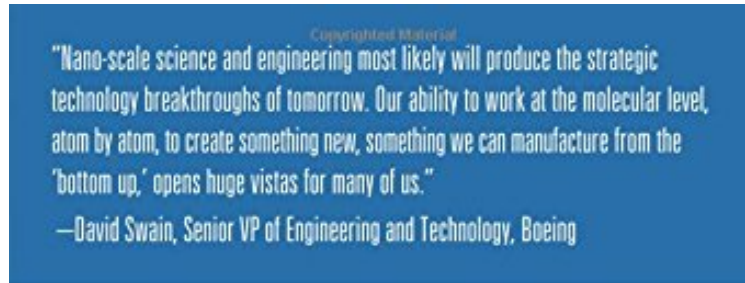 Copyrighted Material
"Nano-scale science and engineering most likely will produce the strategic
technology breakthroughs of tomorrow. Our ability to work at the molecular level,
atom by atom, to create something new, something we can manufacture from the
'bottom up,' opens huge vistas for many of us."
—David Swain, Senior VP of Engineering and Technology, Boeing